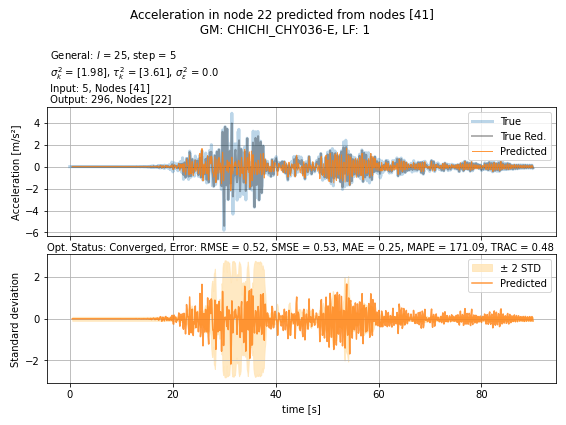 Acceleration in node 22 predicted from nodes [41]
GM: CHICHI_CHY036-E, LF: 1
General: l = 25, step = 5
σ²ₖ = [1.98], τ²ₖ = [3.61], σ²ε = 0.0
Input: 5, Nodes [41]
Output: 296, Nodes [22]
Acceleration [m/s²]
4
2
0
−2
−4
−6
True
True Red.
Predicted
Opt. Status: Converged, Error: RMSE = 0.52, SMSE = 0.53, MAE = 0.25, MAPE = 171.09, TRAC = 0.48
Standard deviation
2
0
−2
± 2 STD
Predicted
0 20 40 60 80
time [s]